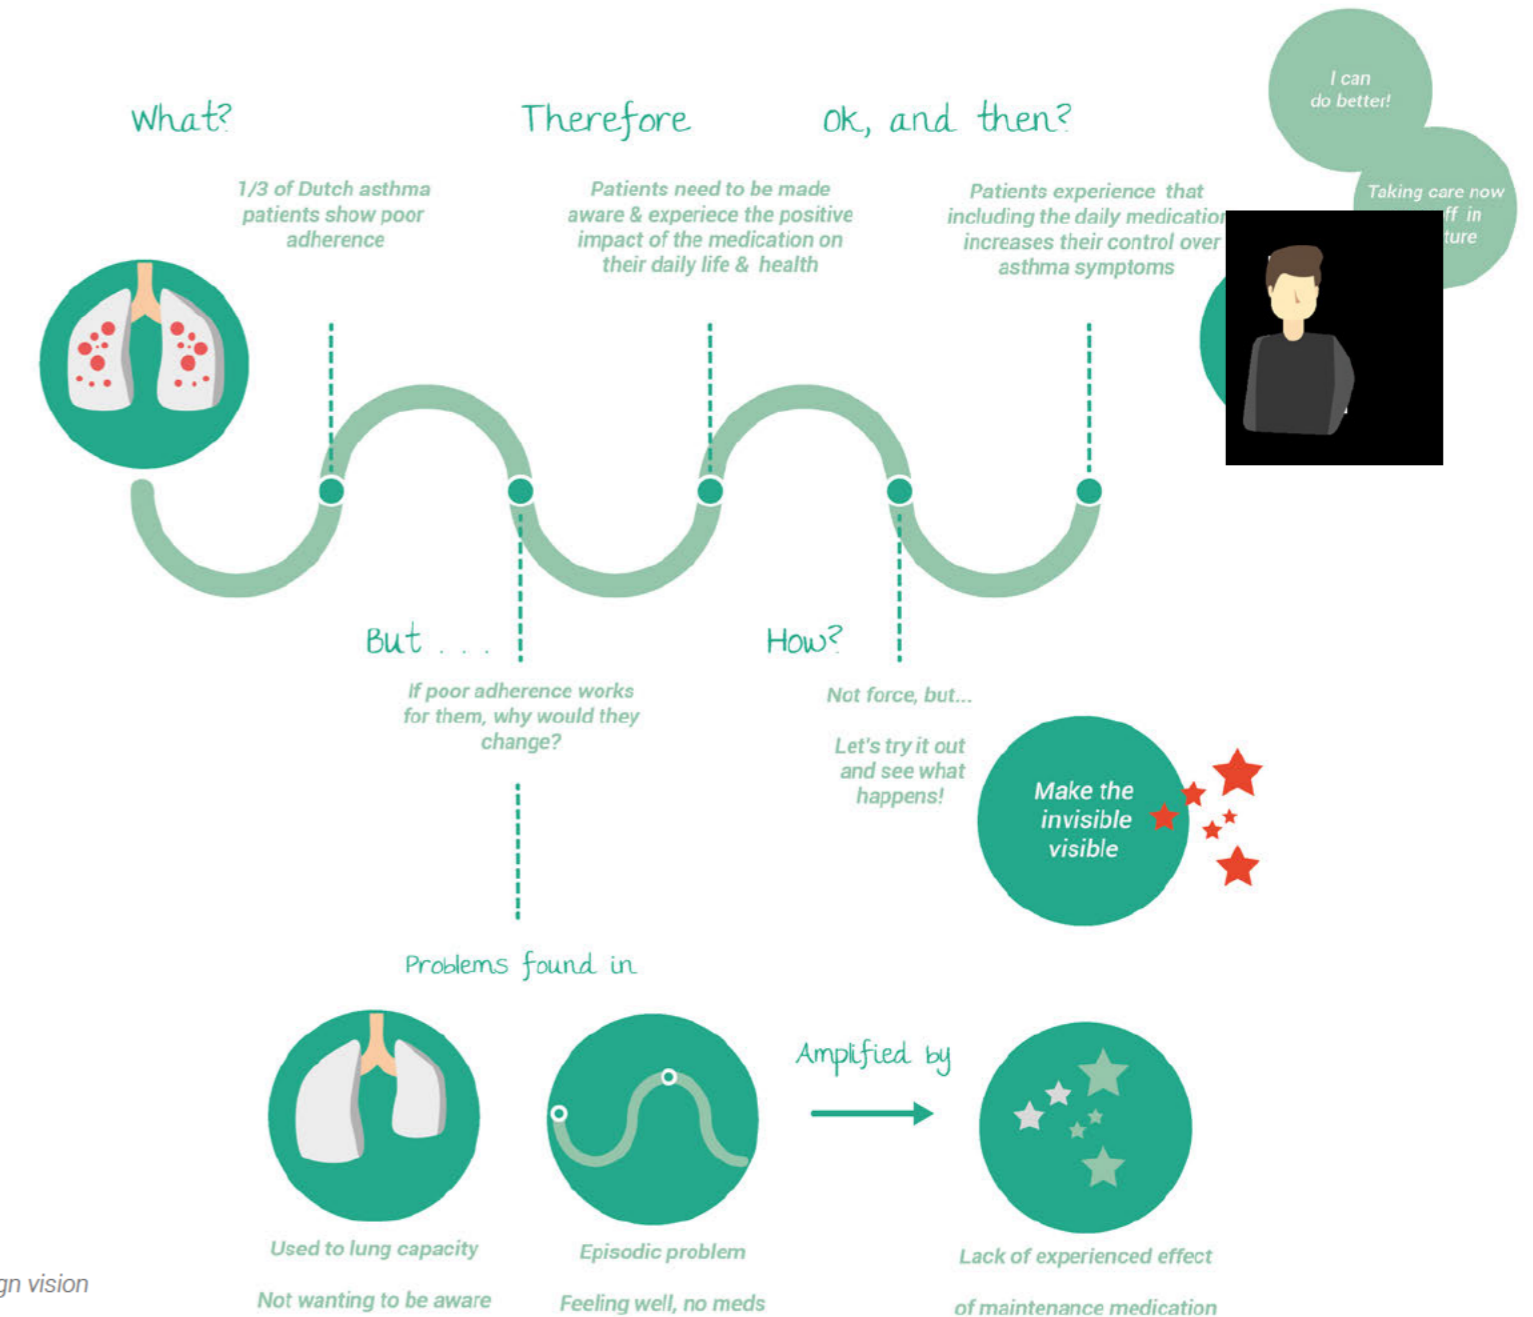 I can
do better!
What?
Therefore
Ok, and then?
1/3 of Dutch asthma
patients show poor
adherence
Patients need to be made
aware & experiece the positive
impact of the medication on
their daily life & health
Patients experience that
including the daily medication
increases their control over
asthma symptoms
Taking care now
in
But . . .
If poor adherence works
for them, why would they
change?
How?
Not force, but...
Let's try it out
and see what
happens!
Make the
invisible
visible
Problems found in
Amplified by
Used to lung capacity
Not wanting to be aware
Episodic problem
Feeling well, no meds
Lack of experienced effect
of maintenance medication
vision